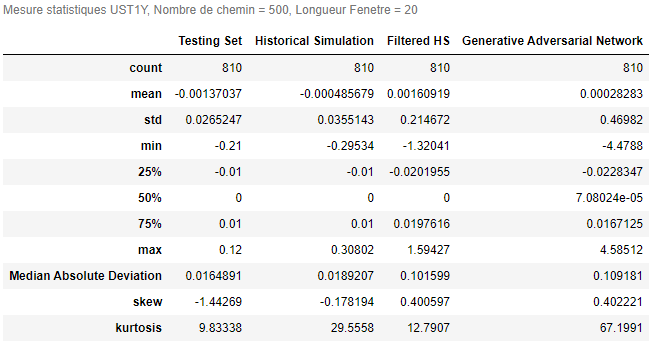 Mesure statistiques UST1Y, Nombre de chemin = 500, Longueur Fenetre = 20
Testing Set Historical Simulation Filtered HS Generative Adversarial Network
count 810 810 810 810
mean -0.00137037 -0.000485679 0.00160919 0.00028283
std 0.0265247 0.0355143 0.214672 0.46982
min -0.21 -0.29534 -1.32041 -4.4788
25% -0.01 -0.01 -0.0201955 -0.0228347
50% 0 0 0 7.08024e-05
75% 0.01 0.01 0.0197616 0.0167125
max 0.12 0.30802 1.59427 4.58512
Median Absolute Deviation 0.0164891 0.0189207 0.101599 0.109181
skew -1.44269 -0.178194 0.400597 0.402221
kurtosis 9.83338 29.5558 12.7907 67.1991